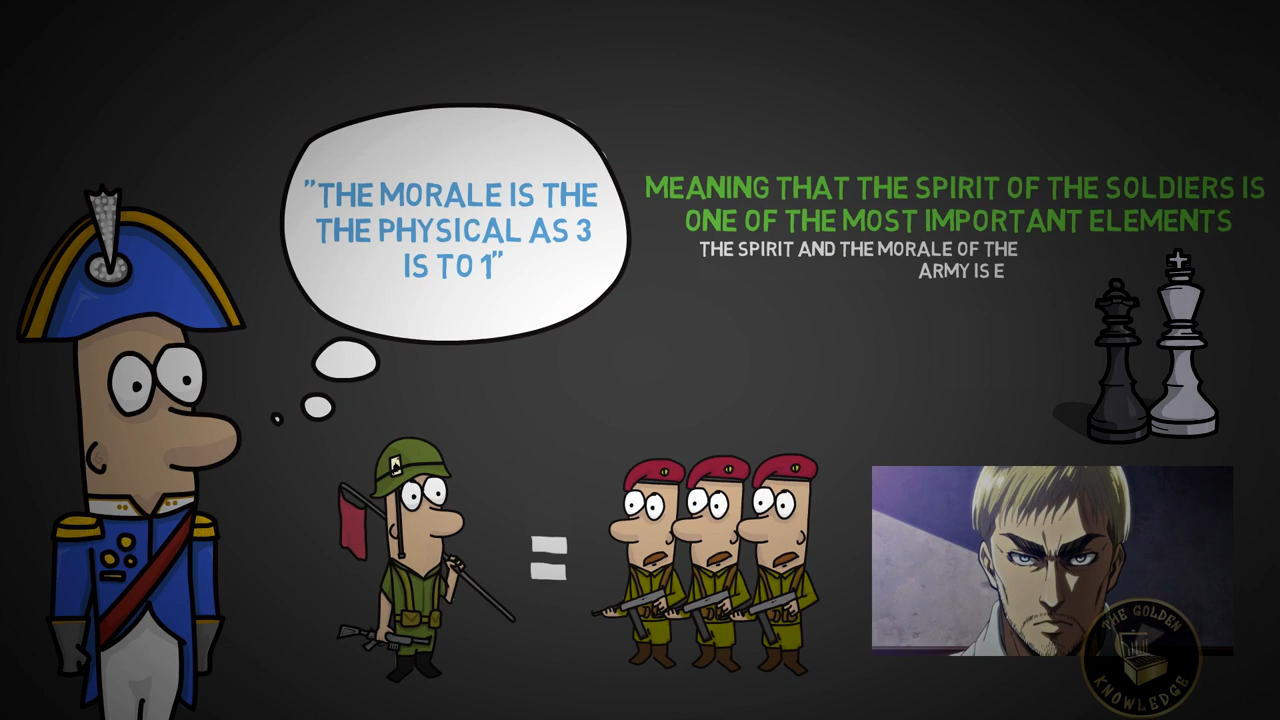 "THE MORALE IS THE
THE PHYSICAL AS 3
IS TO 1"
MEANING THAT THE SPIRIT OF THE SOLDIERS IS
ONE OF THE MOST IMPORTANT ELEMENTS
THE SPIRIT AND THE MORALE OF THE
ARMY IS E
THE GOLDEN
KNOWLEDGE